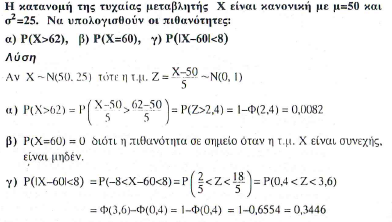 Η κατανομή της τυχαίας μεταβλητής X είναι κανονική με μ=50 και
σ²=25. Να υπολογισθούν οι πιθανότητες:
α) P(X>62), β) P(X=60), γ) P(|X-60|<8)
Λύση
Αν X ~ N(50, 25) τότε η τ.μ. Z = (X-50)/5 ~ N(0, 1)
α) P(X>62) = P((X-50)/5 > (62-50)/5) = P(Z>2,4) = 1-Φ(2,4) = 0,0082
β) P(X=60) = 0 διότι η πιθανότητα σε σημείο όταν η τ.μ. X είναι συνεχής,
είναι μηδέν.
γ) P(|X-60|<8) = P(-8<X-60<8) = P(2/5 < Z < 18/5) = P(0,4 < Z < 3,6)
= Φ(3,6)-Φ(0,4) = 1-Φ(0,4) = 1-0,6554 = 0,3446